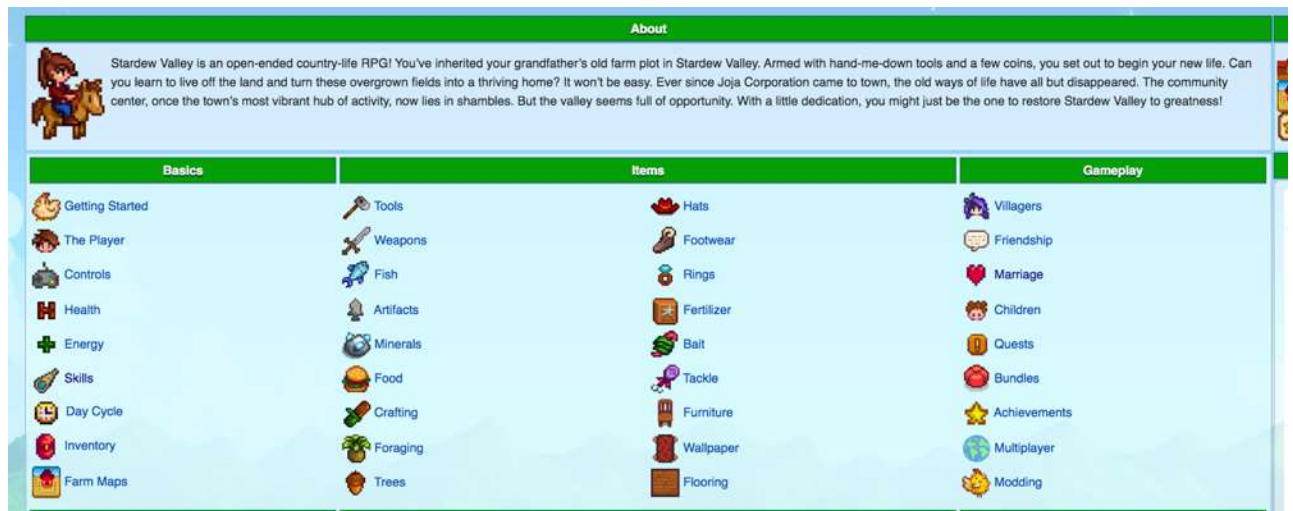 About
Stardew Valley is an open-ended country-life RPG! You've inherited your grandfather's old farm plot in Stardew Valley. Armed with hand-me-down tools and a few coins, you set out to begin your new life. Can
you learn to live off the land and turn these overgrown fields into a thriving home? It won't be easy. Ever since Joja Corporation came to town, the old ways of life have all but disappeared. The community
center, once the town's most vibrant hub of activity, now lies in shambles. But the valley seems full of opportunity. With a little dedication, you might just be the one to restore Stardew Valley to greatness!
Basics
Getting Started
The Player
Controls
Health
Energy
Skills
Day Cycle
Inventory
Farm Maps
Items
Tools
Weapons
Fish
Artifacts
Minerals
Food
Crafting
Foraging
Trees
Hats
Footwear
Rings
Fertilizer
Bait
Tackle
Furniture
Wallpaper
Flooring
Gameplay
Villagers
Friendship
Marriage
Children
Quests
Bundles
Achievements
Multiplayer
Modding